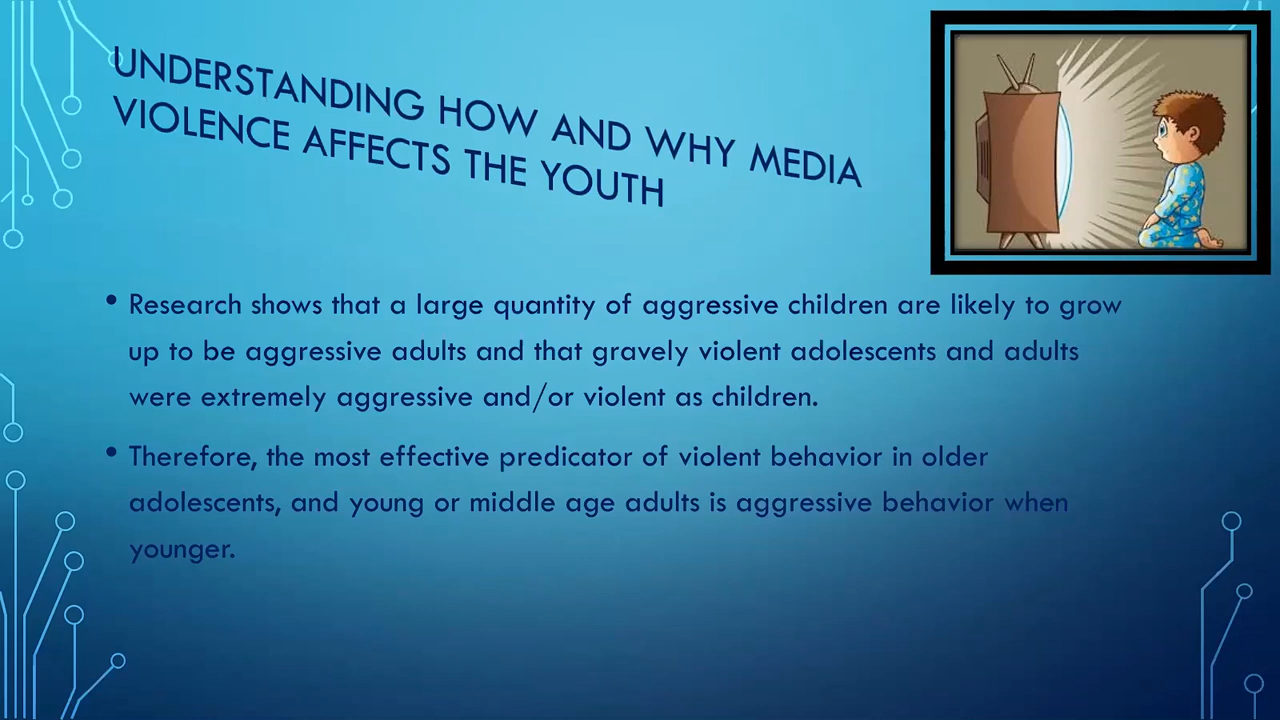 UNDERSTANDING HOW AND WHY MEDIA
VIOLENCE AFFECTS THE YOUTH
• Research shows that a large quantity of aggressive children are likely to grow
up to be aggressive adults and that gravely violent adolescents and adults
were extremely aggressive and/or violent as children.
• Therefore, the most effective predicator of violent behavior in older
adolescents, and young or middle age adults is aggressive behavior when
younger.